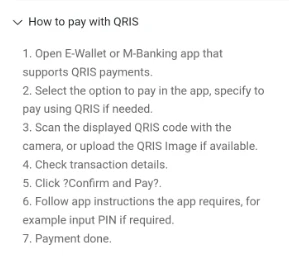 How to pay with QRIS
1. Open E-Wallet or M-Banking app that
supports QRIS payments.
2. Select the option to pay in the app, specify to
pay using QRIS if needed.
3. Scan the displayed QRIS code with the
camera, or upload the QRIS Image if available.
4. Check transaction details.
5. Click ?Confirm and Pay?.
6. Follow app instructions the app requires, for
example input PIN if required.
7. Payment done.